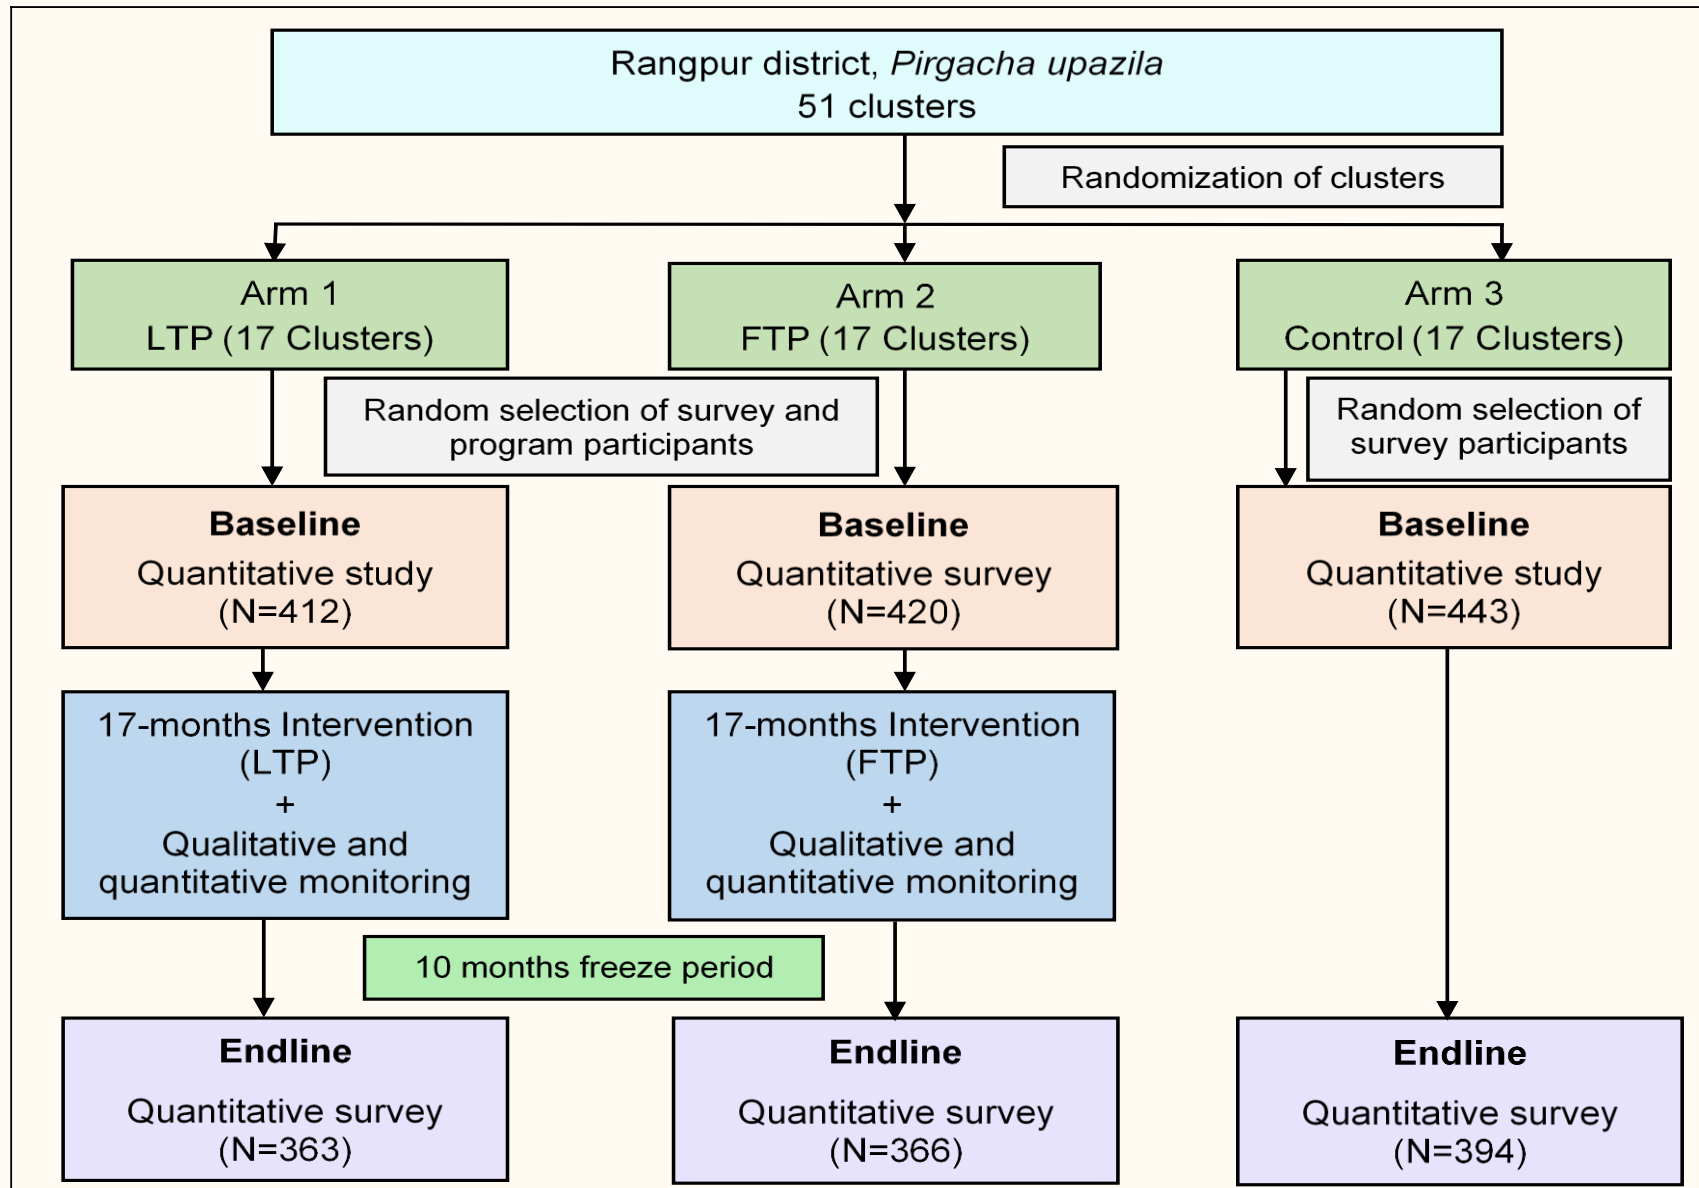 Rangpur district, Pirgacha upazila
51 clusters
Randomization of clusters
Arm 1
LTP (17 Clusters)
Arm 2
FTP (17 Clusters)
Arm 3
Control (17 Clusters)
Random selection of survey and
program participants
Random selection of
survey participants
Baseline
Quantitative study
(N=412)
Baseline
Quantitative survey
(N=420)
Baseline
Quantitative study
(N=443)
17-months Intervention
(LTP)
+
Qualitative and
quantitative monitoring
17-months Intervention
(FTP)
+
Qualitative and
quantitative monitoring
10 months freeze period
Endline
Quantitative survey
(N=363)
Endline
Quantitative survey
(N=366)
Endline
Quantitative survey
(N=394)